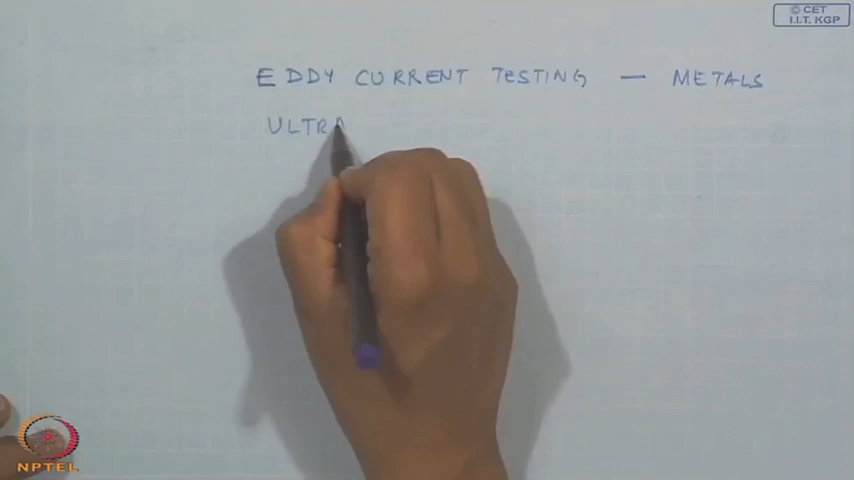 © CET
I.I.T. KGP
EDDY CURRENT TESTING — METALS
ULTRA
NPTEL